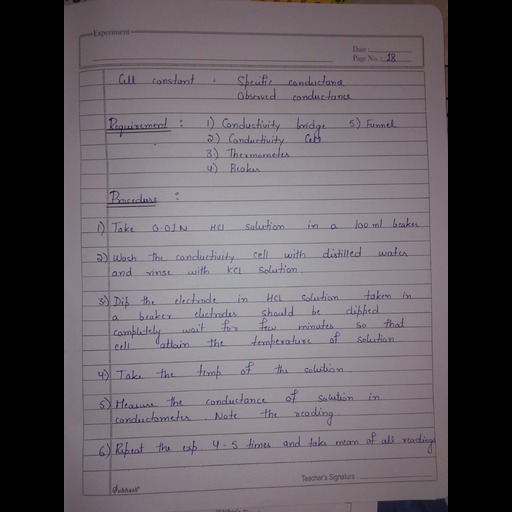 Experiment
Date :
Page No. : 18
Cell constant = Specific conductance
Observed conductance
Requirement : 1) Conductivity bridge 5) Funnel
2) Conductivity Cell
3) Thermometer
4) Beaker
Procedure :
1) Take 0.01N HCl solution in a 100 ml beaker
2) Wash the conductivity cell with distilled water
and rinse with KCl solution.
3) Dip the electrode in HCl solution taken in
a beaker electrodes should be dipped
completely wait for few minutes so that
cell attain the temperature of solution
4) Take the temp of the solution
5) Measure the conductance of solution in
conductometer. Note the reading.
6) Repeat the exp 4-5 times and take mean of all reading
Teacher's Signature